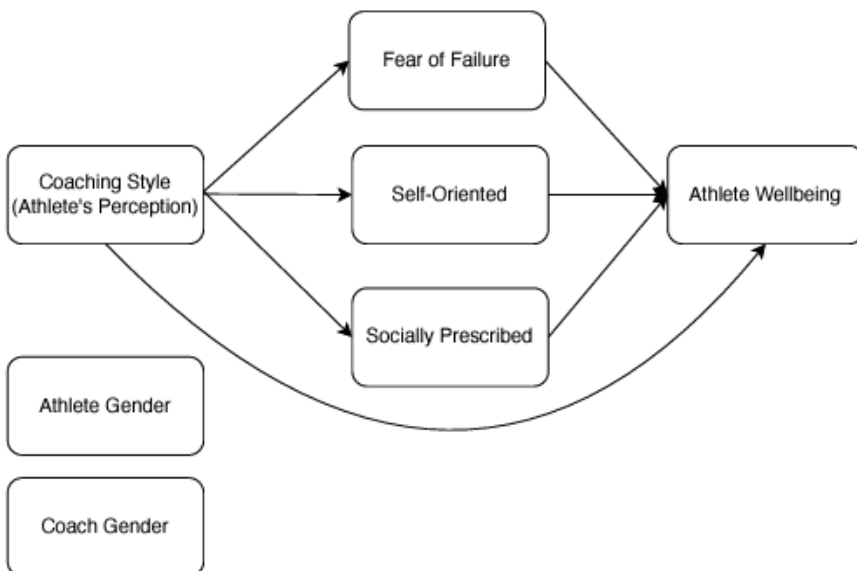 Fear of Failure
Coaching Style
(Athlete's Perception)
Self-Oriented
Athlete Wellbeing
Socially Prescribed
Athlete Gender
Coach Gender